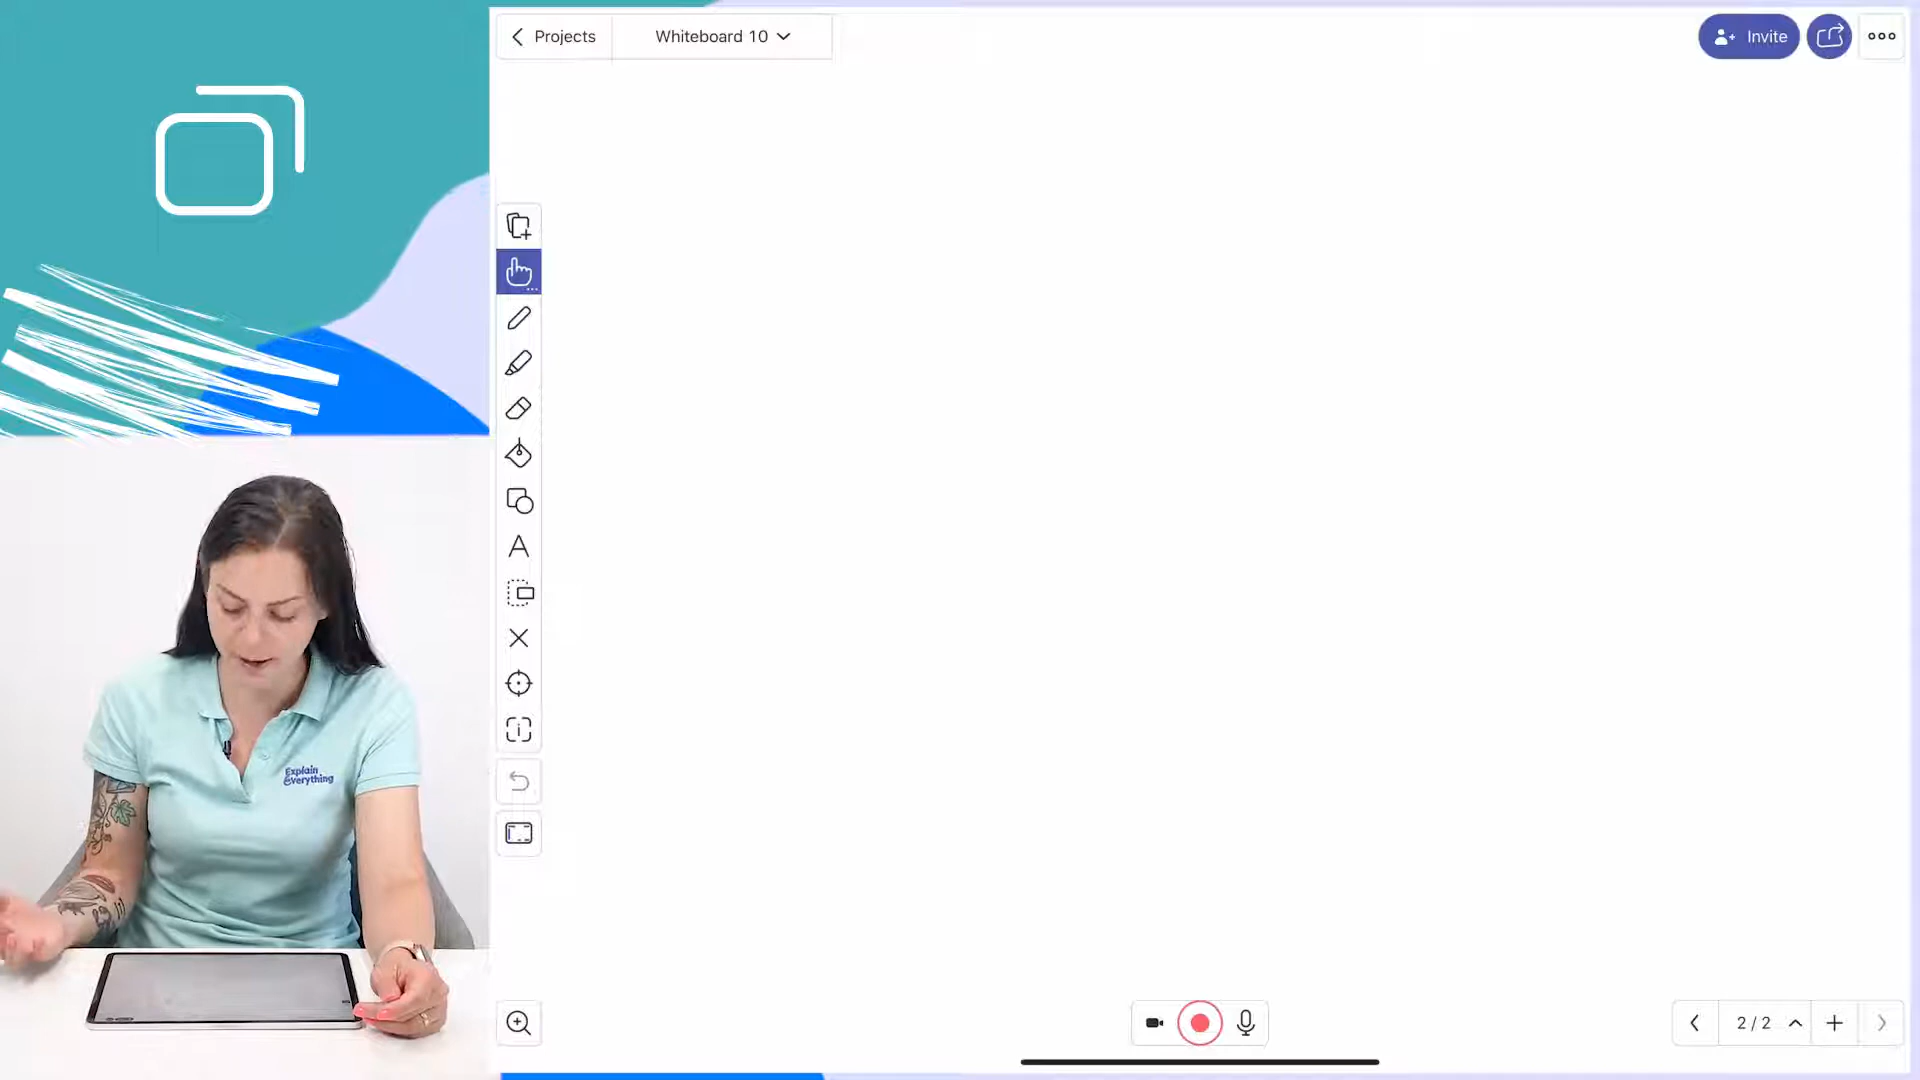 Projects
Whiteboard 10
Invite
A
Explain
Everything
2 / 2